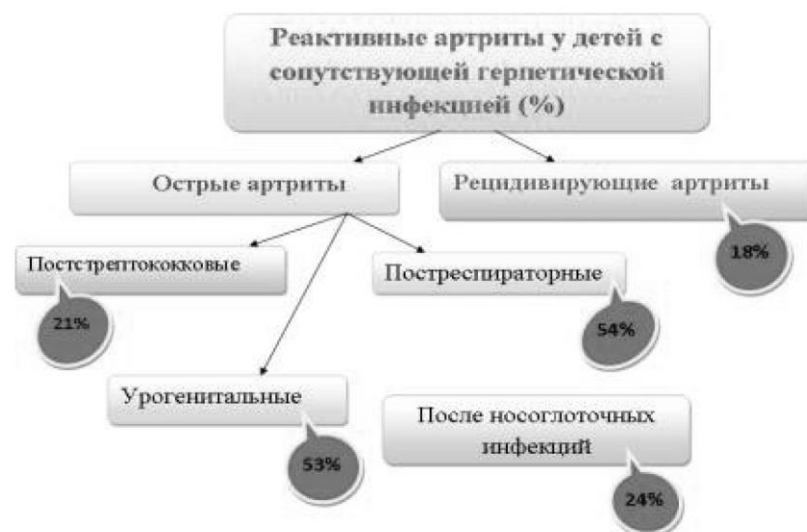 Реактивные артриты у детей с
сопутствующей герпетической
инфекцией (%)
Острые артриты
Рецидивирующие артриты
18%
Постстрептококковые
21%
Постреспираторные
54%
Урогенитальные
53%
После носоглоточных
инфекций
24%